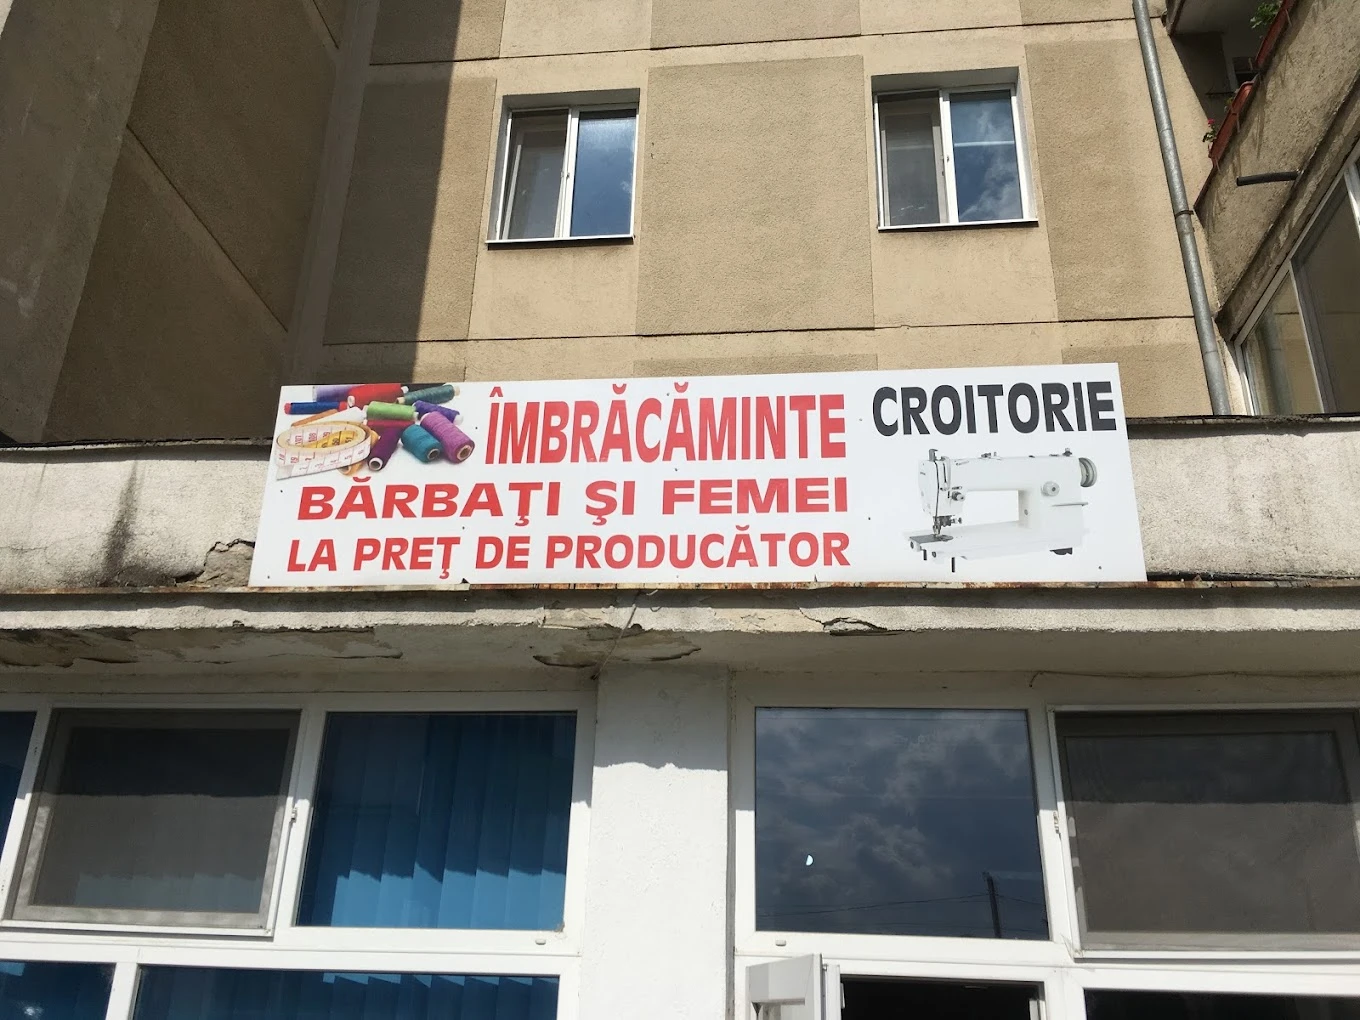 ÎMBRĂCĂMINTE
BĂRBAŢI ŞI FEMEI
LA PREŢ DE PRODUCĂTOR
CROITORIE